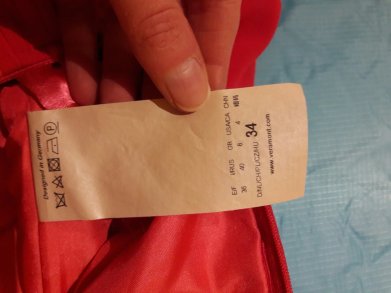 Designed in Germany
P
E/F I/RUS GB USA/CA CHN
36 40 8 4
D/NL/CH/PL/CZ/HU 34
www.veramont.com